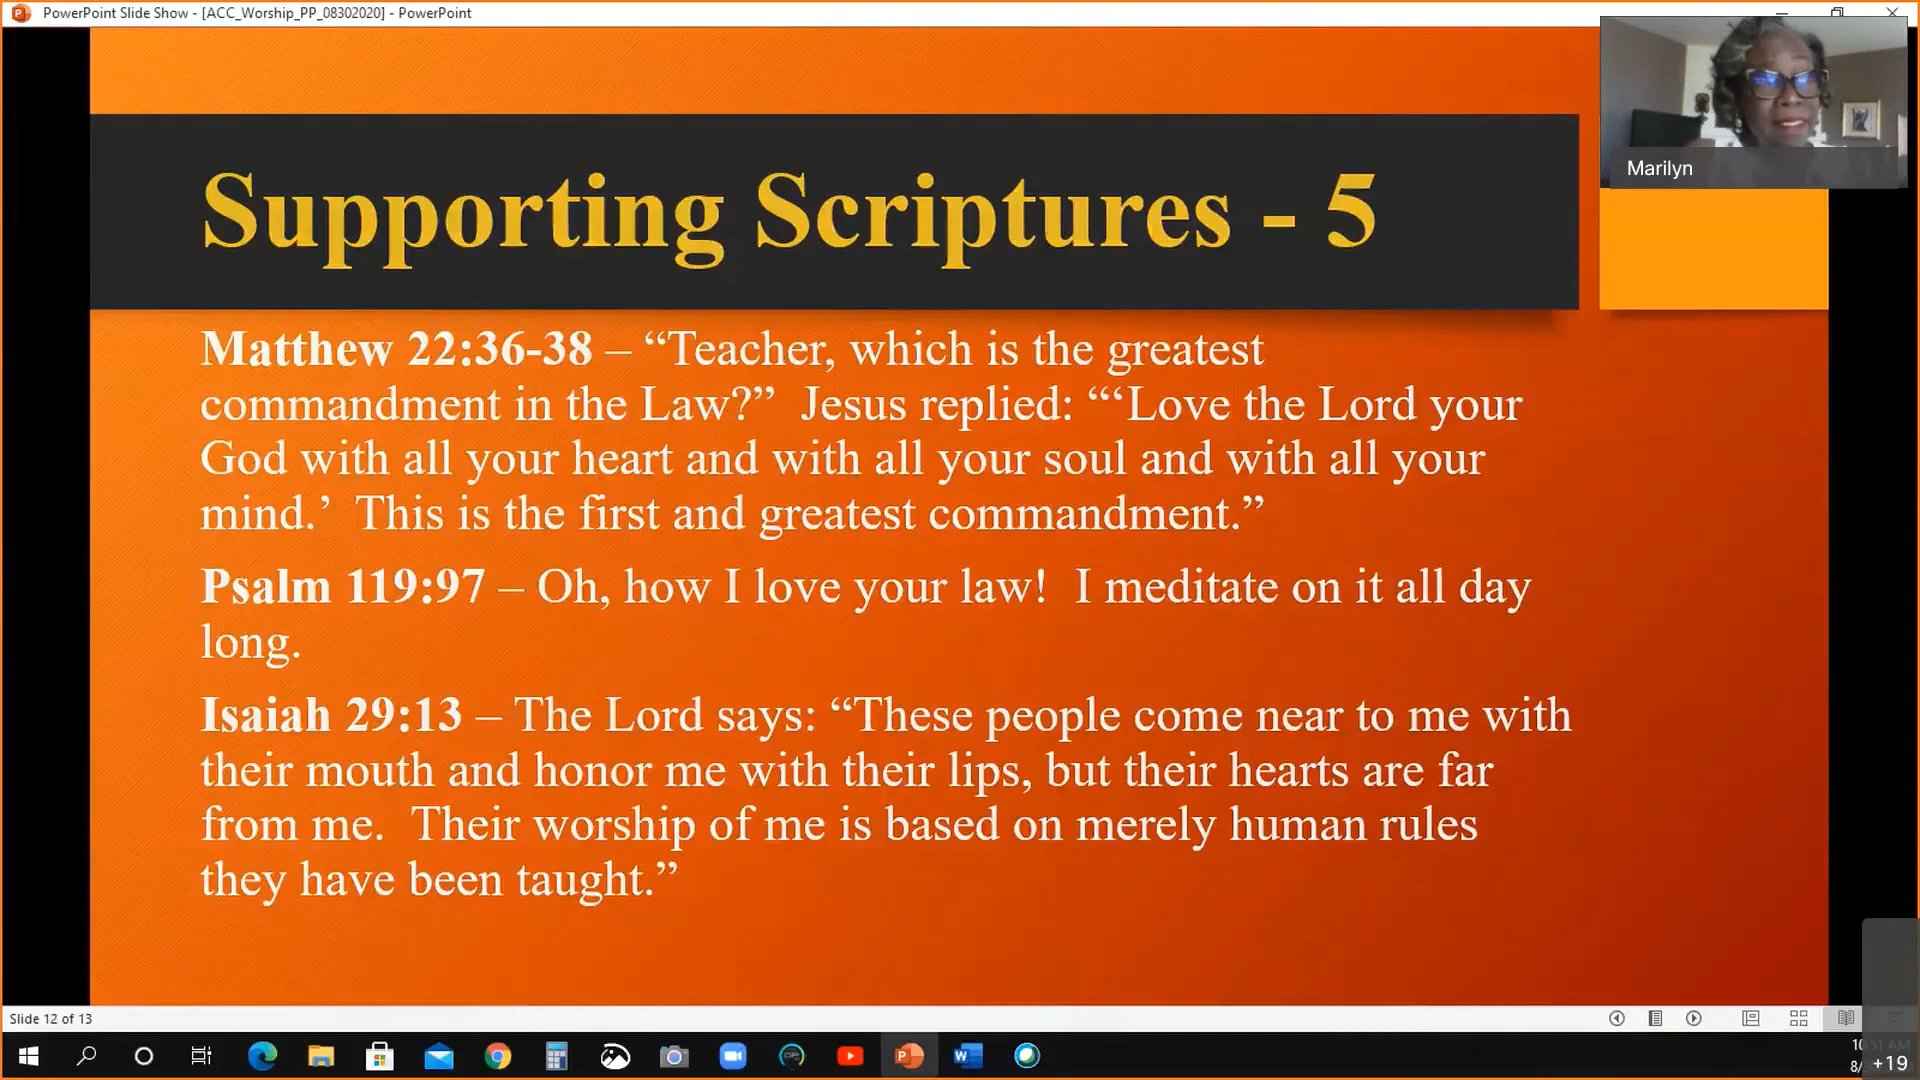 PowerPoint Slide Show - [ACC_Worship_PP_08302020] - PowerPoint
Marilyn
Supporting Scriptures - 5
Matthew 22:36-38 – “Teacher, which is the greatest
commandment in the Law?”  Jesus replied: “‘“Love the Lord your
God with all your heart and with all your soul and with all your
mind.’  This is the first and greatest commandment.”
Psalm 119:97 – Oh, how I love your law!  I meditate on it all day
long.
Isaiah 29:13 – The Lord says: “These people come near to me with
their mouth and honor me with their lips, but their hearts are far
from me.  Their worship of me is based on merely human rules
they have been taught.”
Slide 12 of 13
10:51 AM
+19